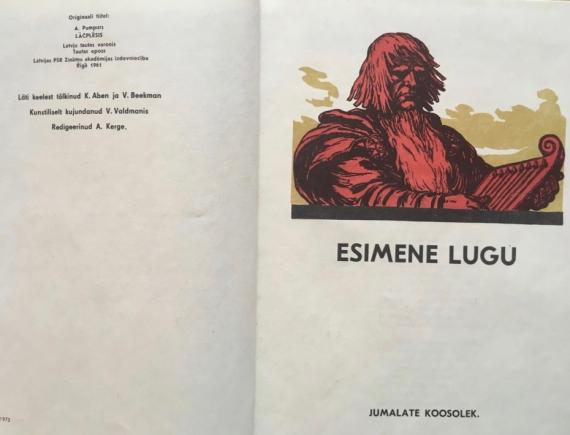 Originaali tiitel:
A. Pumpurs
LĀČPLĒSIS
Latvju tautas varonis
Tautas eposs
Latvijas PSR Zinātņu akadēmijas izdevniecība
Rīgā 1961
Läti keelest tõlkinud K. Aben ja V. Beekman
Kunstiliselt kujundanud V. Valdmanis
Redigeerinud A. Kerge.
ESIMENE LUGU
JUMALATE KOOSOLEK.